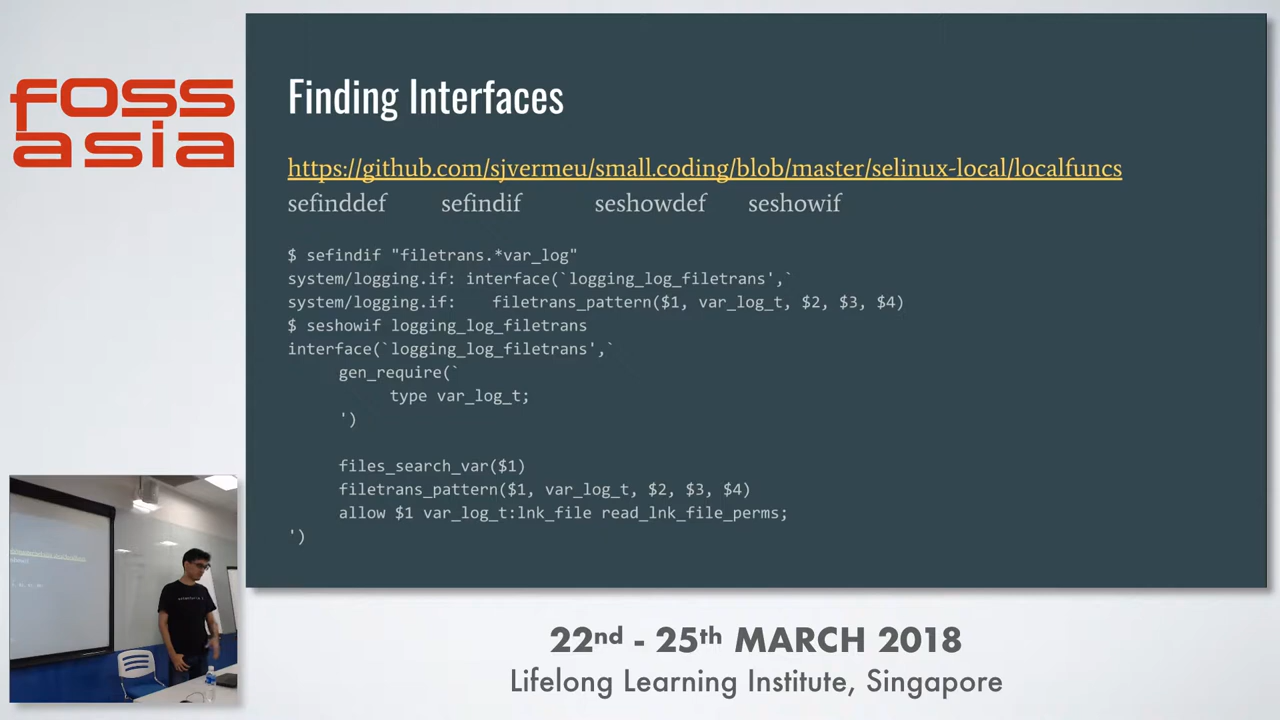 foss
asia
Finding Interfaces
https://github.com/sjvermeu/small.coding/blob/master/selinux-local/localfuncs
sefinddef sefindif seshowdef seshowif
$ sefindif "filetrans.*var_log"
system/logging.if: interface(`logging_log_filetrans',`
system/logging.if: filetrans_pattern($1, var_log_t, $2, $3, $4)
$ seshowif logging_log_filetrans
interface(`logging_log_filetrans',`
gen_require(`
type var_log_t;
')
files_search_var($1)
filetrans_pattern($1, var_log_t, $2, $3, $4)
allow $1 var_log_t:lnk_file read_lnk_file_perms;
')
22nd - 25th MARCH 2018
Lifelong Learning Institute, Singapore